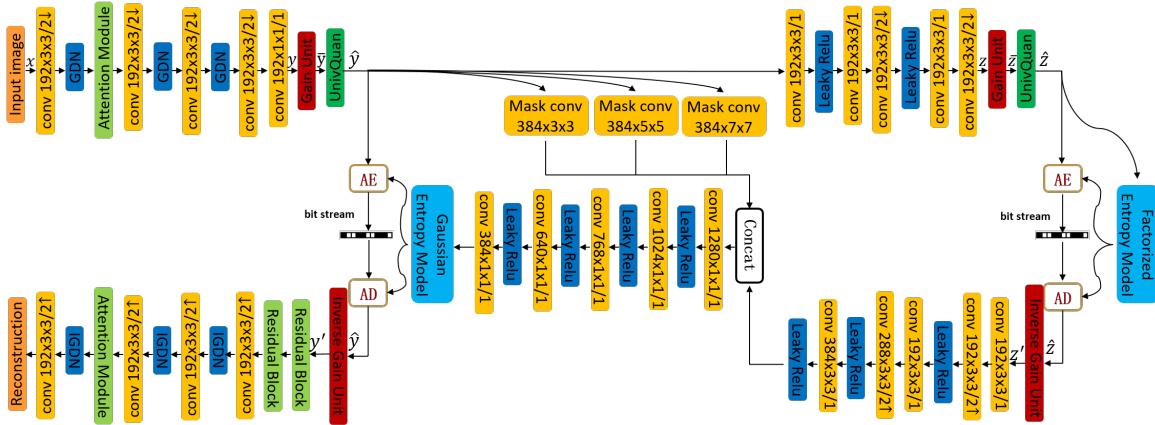 Input image
x
conv 192x3x3/2↓
GDN
Attention Module
conv 192x3x3/2↓
GDN
conv 192x3x3/2↓
GDN
conv 192x3x3/2↓
conv 192x1x1/1
y
Gain Unit
ȳ
UnivQuan
ŷ
conv 192x3x3/1
Leaky Relu
conv 192x3x3/1
conv 192x3x3/2↓
Leaky Relu
conv 192x3x3/1
conv 192x3x3/2↓
z
Gain Unit
z̄
UnivQuan
ẑ
Mask conv
384x3x3
Mask conv
384x5x5
Mask conv
384x7x7
AE
bit stream
AD
Gaussian
Entropy Model
conv 384x1x1/1
Leaky Relu
conv 640x1x1/1
Leaky Relu
conv 768x1x1/1
Leaky Relu
conv 1024x1x1/1
Leaky Relu
conv 1280x1x1/1
Concat
AE
bit stream
AD
Factorized
Entropy Model
Reconstruction
conv 192x3x3/2↑
IGDN
Attention Module
conv 192x3x3/2↑
IGDN
conv 192x3x3/2↑
IGDN
conv 192x3x3/2↑
Residual Block
Residual Block
y′
Inverse Gain Unit
ŷ
Leaky Relu
conv 384x3x3/1
Leaky Relu
conv 288x3x3/2↑
conv 192x3x3/1
Leaky Relu
conv 192x3x3/2↑
conv 192x3x3/1
z′
Inverse Gain Unit
ẑ